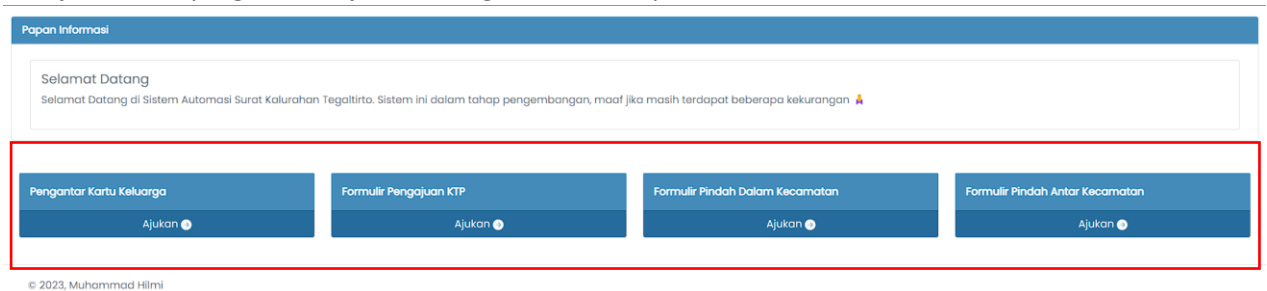 Papan Informasi
Selamat Datang
Selamat Datang di Sistem Automasi Surat Kalurahan Tegaltirto. Sistem ini dalam tahap pengembangan, maaf jika masih terdapat beberapa kekurangan 🙏
Pengantar Kartu Keluarga
Formulir Pengajuan KTP
Formulir Pindah Dalam Kecamatan
Formulir Pindah Antar Kecamatan
Ajukan
Ajukan
Ajukan
Ajukan
© 2023, Muhammad Hilmi